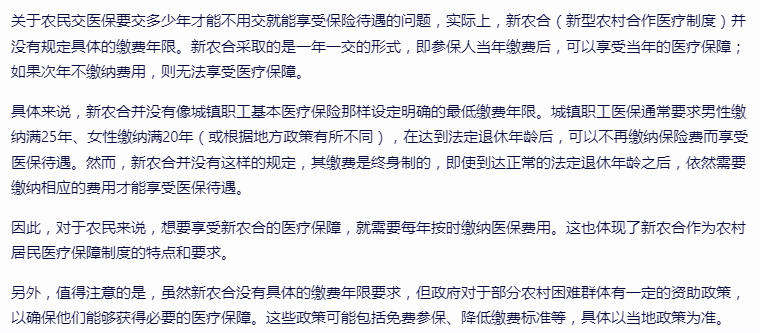 关于农民交医保要交多少年才能不用交就能享受保险待遇的问题，实际上，新农合（新型农村合作医疗制度）并
没有规定具体的缴费年限。新农合采取的是一年一交的形式，即参保人当年缴费后，可以享受当年的医疗保障；
如果次年不缴纳费用，则无法享受医疗保障。
具体来说，新农合并没有像城镇职工基本医疗保险那样设定明确的最低缴费年限。城镇职工医保通常要求男性缴
纳满25年、女性缴纳满20年（或根据地方政策有所不同），在达到法定退休年龄后，可以不再缴纳保险费而享受
医保待遇。然而，新农合并没有这样的规定，其缴费是终身制的，即使到达正常的法定退休年龄之后，依然需要
缴纳相应的费用才能享受医保待遇。
因此，对于农民来说，想要享受新农合的医疗保障，就需要每年按时缴纳医保费用。这也体现了新农合作为农村
居民医疗保障制度的特点和要求。
另外，值得注意的是，虽然新农合没有具体的缴费年限要求，但政府对于部分农村困难群体有一定的资助政策，
以确保他们能够获得必要的医疗保障。这些政策可能包括免费参保、降低缴费标准等，具体以当地政策为准。